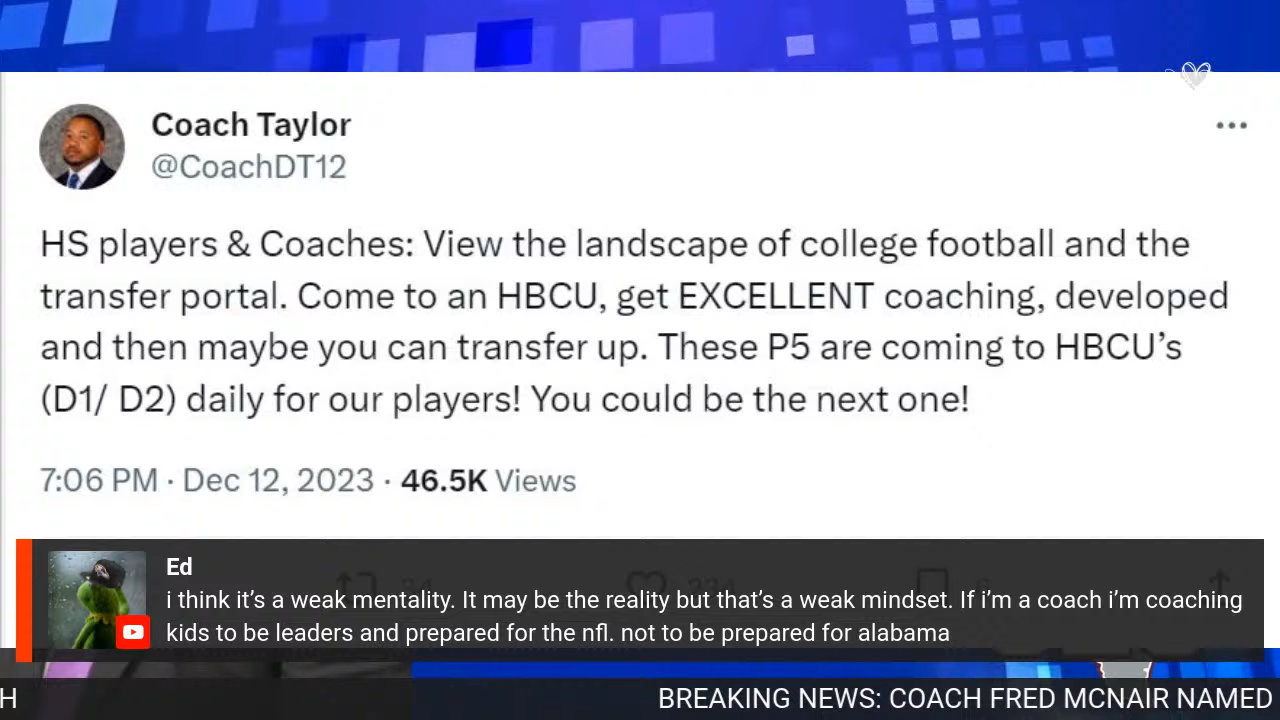 Coach Taylor
@CoachDT12
HS players & Coaches: View the landscape of college football and the
transfer portal. Come to an HBCU, get EXCELLENT coaching, developed
and then maybe you can transfer up. These P5 are coming to HBCU’s
(D1/ D2) daily for our players! You could be the next one!
7:06 PM · Dec 12, 2023 · 46.5K Views
Ed
i think it’s a weak mentality. It may be the reality but that’s a weak mindset. If i’m a coach i’m coaching
kids to be leaders and prepared for the nfl. not to be prepared for alabama
H BREAKING NEWS: COACH FRED MCNAIR NAMED